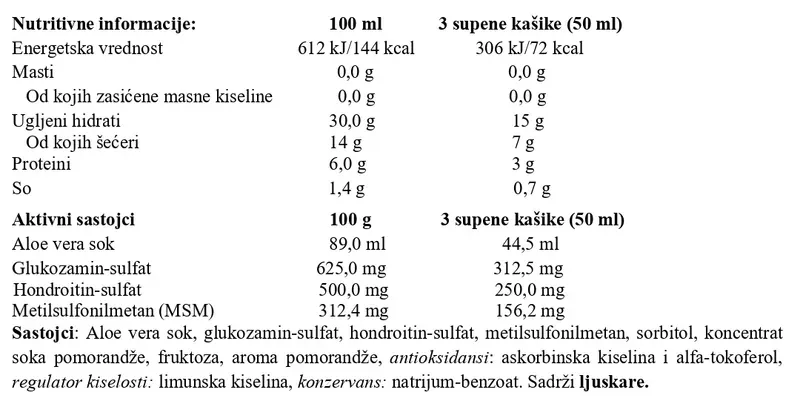 Nutritivne informacije: 100 ml 3 supene kašike (50 ml)
Energetska vrednost 612 kJ/144 kcal 306 kJ/72 kcal
Masti 0,0 g 0,0 g
Od kojih zasićene masne kiseline 0,0 g 0,0 g
Ugljeni hidrati 30,0 g 15 g
Od kojih šećeri 14 g 7 g
Proteini 6,0 g 3 g
So 1,4 g 0,7 g
Aktivni sastojci 100 g 3 supene kašike (50 ml)
Aloe vera sok 89,0 ml 44,5 ml
Glukozamin-sulfat 625,0 mg 312,5 mg
Hondroitin-sulfat 500,0 mg 250,0 mg
Metilsulfonilmetan (MSM) 312,4 mg 156,2 mg
Sastojci: Aloe vera sok, glukozamin-sulfat, hondroitin-sulfat, metilsulfonilmetan, sorbitol, koncentrat
soka pomorandže, fruktoza, aroma pomorandže, antioksidansi: askorbinska kiselina i alfa-tokoferol,
regulator kiselosti: limunska kiselina, konzervans: natrijum-benzoat. Sadrži ljuskare.